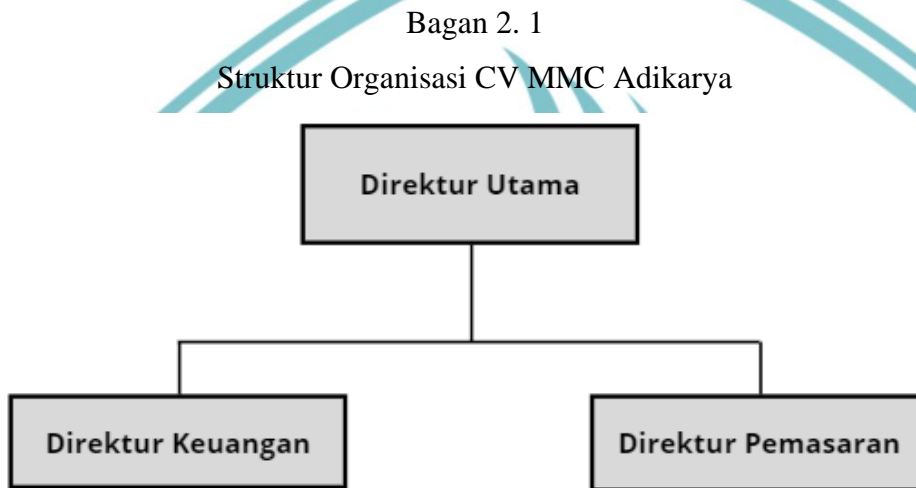 Bagan 2. 1
Struktur Organisasi CV MMC Adikarya
Direktur Utama
Direktur Keuangan
Direktur Pemasaran